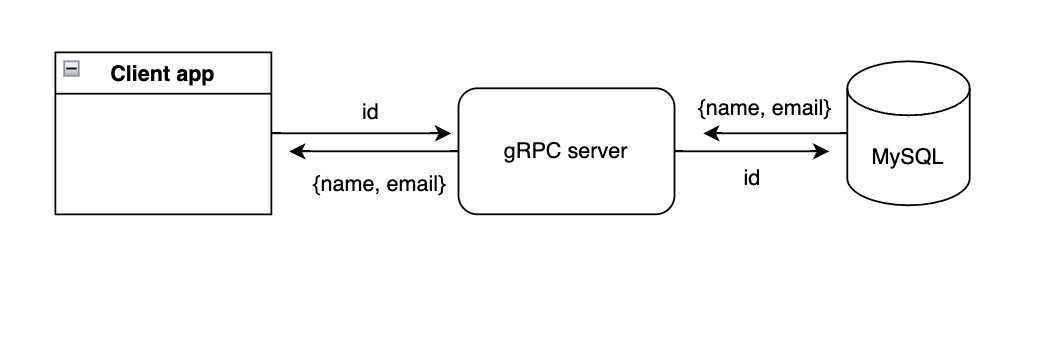 Client app
id
{name, email}
gRPC server
{name, email}
id
MySQL